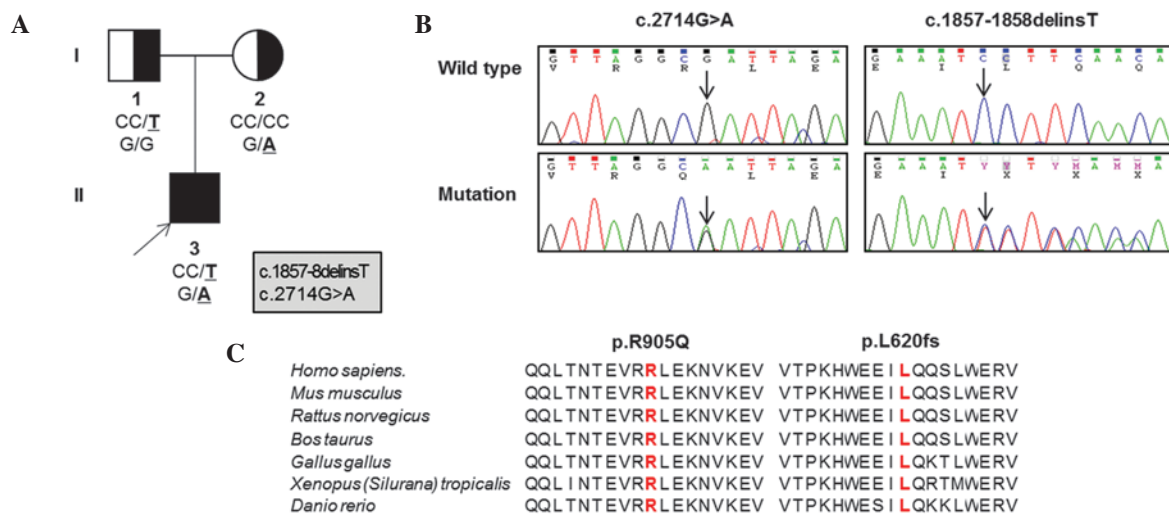 A
B
c.2714G>A
c.1857-1858delinsT
I
Wild type
G T T A G G C G A T T A G A
V R R L E
G A A A T C C T T C A A C A
E I L Q Q
1
2
CC/T
CC/CC
G/G
G/A
II
Mutation
G T T A G G C A A T T A G A
V R Q L E
G A A A T Y Y T Y M A M M A
E I X X X
3
CC/T
G/A
c.1857-8delinsT
c.2714G>A
C
p.R905Q
p.L620fs
Homo sapiens. QQLTNTEVRRLEKNVKEV VTPKHWEEILQQSLWERV
Mus musculus QQLTNTEVRRLEKNVKEV VTPKHWEEILQQSLWERV
Rattus norvegicus QQLTNTEVRRLEKNVKEV VTPKHWEEILQQSLWERV
Bos taurus QQLTNTEVRRLEKNVKEV VTPKHWEEILQQSLWERV
Gallus gallus QQLTNTEVRRLEKNVKEV VTPKHWEEILQKTLWERV
Xenopus (Silurana) tropicalis QQLINTEVRRLEKNVKEV VTPKHWEEILQRTMWERV
Danio rerio QQLTNTEVRRLEKNVKEV VTPKHWESILQKKLWERV